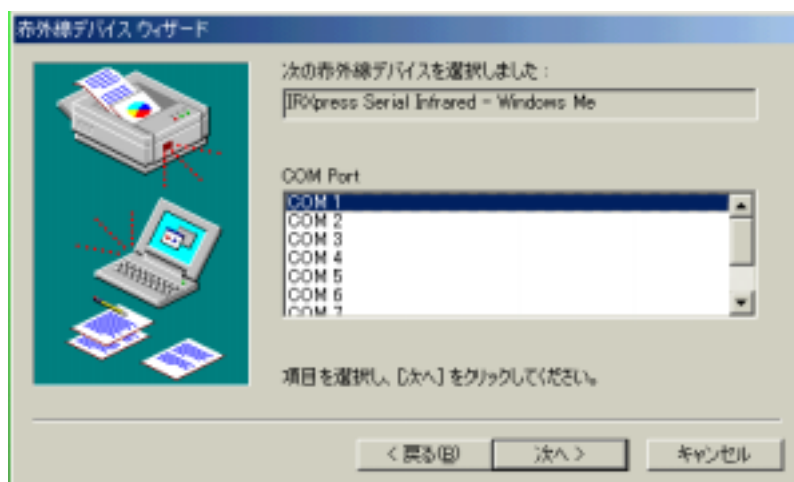 赤外線デバイス ウィザード
次の赤外線デバイスを選択しました：
IRXpress Serial Infrared - Windows Me
COM Port
COM 1
COM 2
COM 3
COM 4
COM 5
COM 6
COM 7
項目を選択し、[次へ] をクリックしてください。
< 戻る(B) 次へ > キャンセル